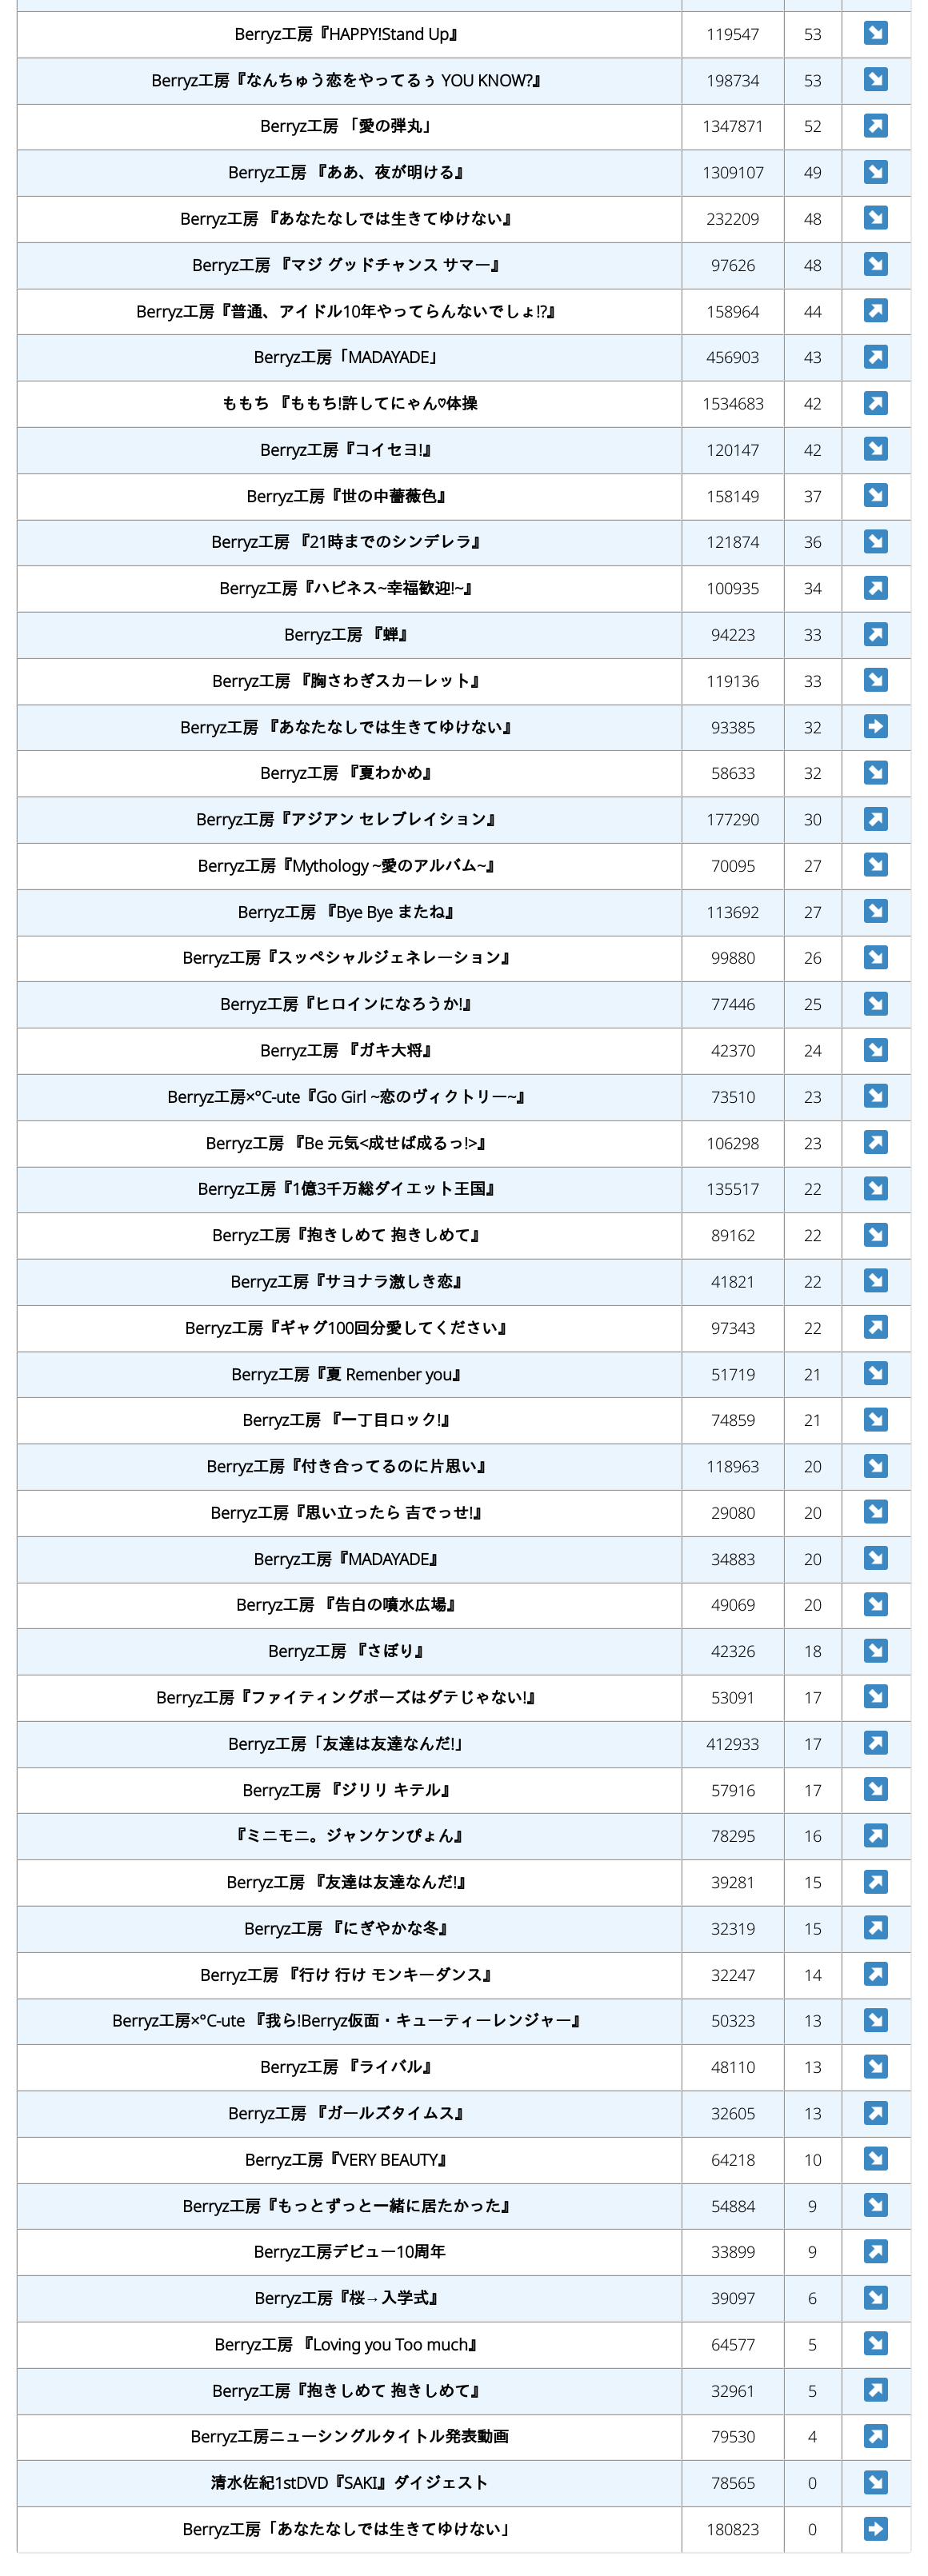 Berryz工房『HAPPY!Stand Up』 119547 53 ↘
Berryz工房『なんちゅう恋をやってるぅ YOU KNOW?』 198734 53 ↘
Berryz工房 「愛の弾丸」 1347871 52 ↗
Berryz工房 『ああ、夜が明ける』 1309107 49 ↘
Berryz工房 『あなたなしでは生きてゆけない』 232209 48 ↘
Berryz工房 『マジ グッドチャンス サマー』 97626 48 ↘
Berryz工房『普通、アイドル10年やってらんないでしょ!?』 158964 44 ↗
Berryz工房「MADAYADE」 456903 43 ↗
ももち 『ももち!許してにゃん♡体操 1534683 42 ↗
Berryz工房『コイセヨ!』 120147 42 ↘
Berryz工房『世の中薔薇色』 158149 37 ↘
Berryz工房 『21時までのシンデレラ』 121874 36 ↘
Berryz工房『ハピネス~幸福歓迎!~』 100935 34 ↗
Berryz工房 『蝉』 94223 33 ↗
Berryz工房 『胸さわぎスカーレット』 119136 33 ↘
Berryz工房 『あなたなしでは生きてゆけない』 93385 32 ➡
Berryz工房 『夏わかめ』 58633 32 ↘
Berryz工房『アジアン セレブレイション』 177290 30 ↗
Berryz工房『Mythology ~愛のアルバム~』 70095 27 ↘
Berryz工房 『Bye Bye またね』 113692 27 ↘
Berryz工房『スッペシャルジェネレ〜ション』 99880 26 ↘
Berryz工房『ヒロインになろうか!』 77446 25 ↘
Berryz工房 『ガキ大将』 42370 24 ↘
Berryz工房×°C-ute『Go Girl ~恋のヴィクトリー~』 73510 23 ↘
Berryz工房 『Be 元気<成せば成るっ!>』 106298 23 ↗
Berryz工房『1億3千万総ダイエット王国』 135517 22 ↘
Berryz工房『抱きしめて 抱きしめて』 89162 22 ↘
Berryz工房『サヨナラ激しき恋』 41821 22 ↘
Berryz工房『ギャグ100回分愛してください』 97343 22 ↗
Berryz工房『夏 Remenber you』 51719 21 ↘
Berryz工房 『一丁目ロック!』 74859 21 ↘
Berryz工房『付き合ってるのに片思い』 118963 20 ↘
Berryz工房『思い立ったら 吉でっせ!』 29080 20 ↘
Berryz工房『MADAYADE』 34883 20 ↘
Berryz工房 『告白の噴水広場』 49069 20 ↘
Berryz工房 『さぼり』 42326 18 ↘
Berryz工房『ファイティングポーズはダテじゃない!』 53091 17 ↘
Berryz工房「友達は友達なんだ!」 412933 17 ↗
Berryz工房 『ジリリ キテル』 57916 17 ↘
『ミニモニ。ジャンケンぴょん』 78295 16 ↗
Berryz工房 『友達は友達なんだ!』 39281 15 ↗
Berryz工房 『にぎやかな冬』 32319 15 ↗
Berryz工房 『行け 行け モンキーダンス』 32247 14 ↗
Berryz工房×°C-ute 『我ら!Berryz仮面・キューティーレンジャー』 50323 13 ↘
Berryz工房 『ライバル』 48110 13 ↘
Berryz工房 『ガールズタイムス』 32605 13 ↗
Berryz工房『VERY BEAUTY』 64218 10 ↘
Berryz工房『もっとずっと一緒に居たかった』 54884 9 ↘
Berryz工房デビュー10周年 33899 9 ↗
Berryz工房『桜→入学式』 39097 6 ↘
Berryz工房 『Loving you Too much』 64577 5 ↘
Berryz工房『抱きしめて 抱きしめて』 32961 5 ↗
Berryz工房ニューシングルタイトル発表動画 79530 4 ↗
清水佐紀1stDVD『SAKI』ダイジェスト 78565 0 ↘
Berryz工房「あなたなしでは生きてゆけない」 180823 0 ➡